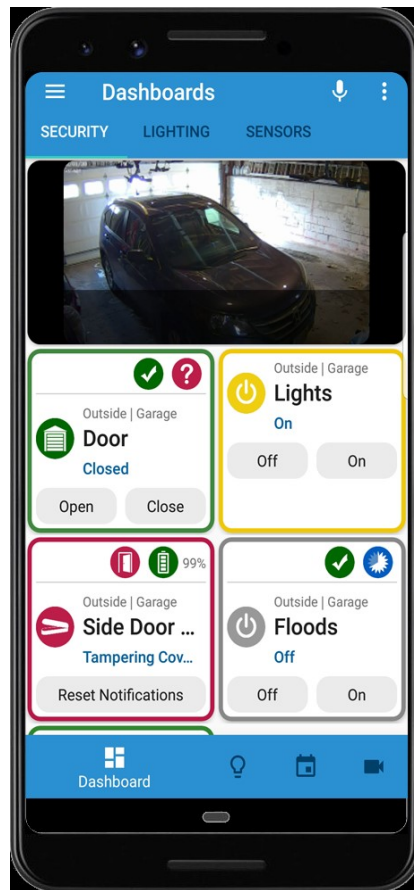 Dashboards
SECURITY LIGHTING SENSORS
Outside | Garage
Door
Closed
Open Close
Outside | Garage
Lights
On
Off On
99%
Outside | Garage
Side Door ...
Tampering Cov...
Reset Notifications
Outside | Garage
Floods
Off
Off On
Dashboard